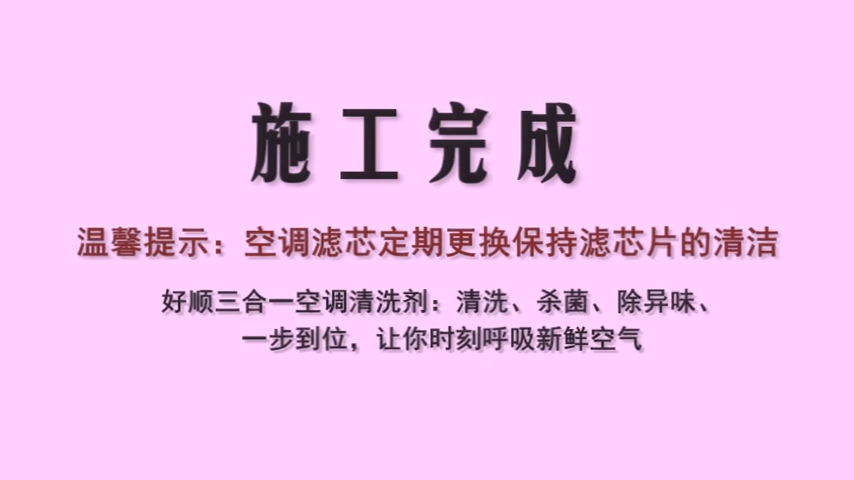 施工完成
温馨提示：空调滤芯定期更换保持滤芯片的清洁
好顺三合一空调清洗剂：清洗、杀菌、除异味、
一步到位，让你时刻呼吸新鲜空气